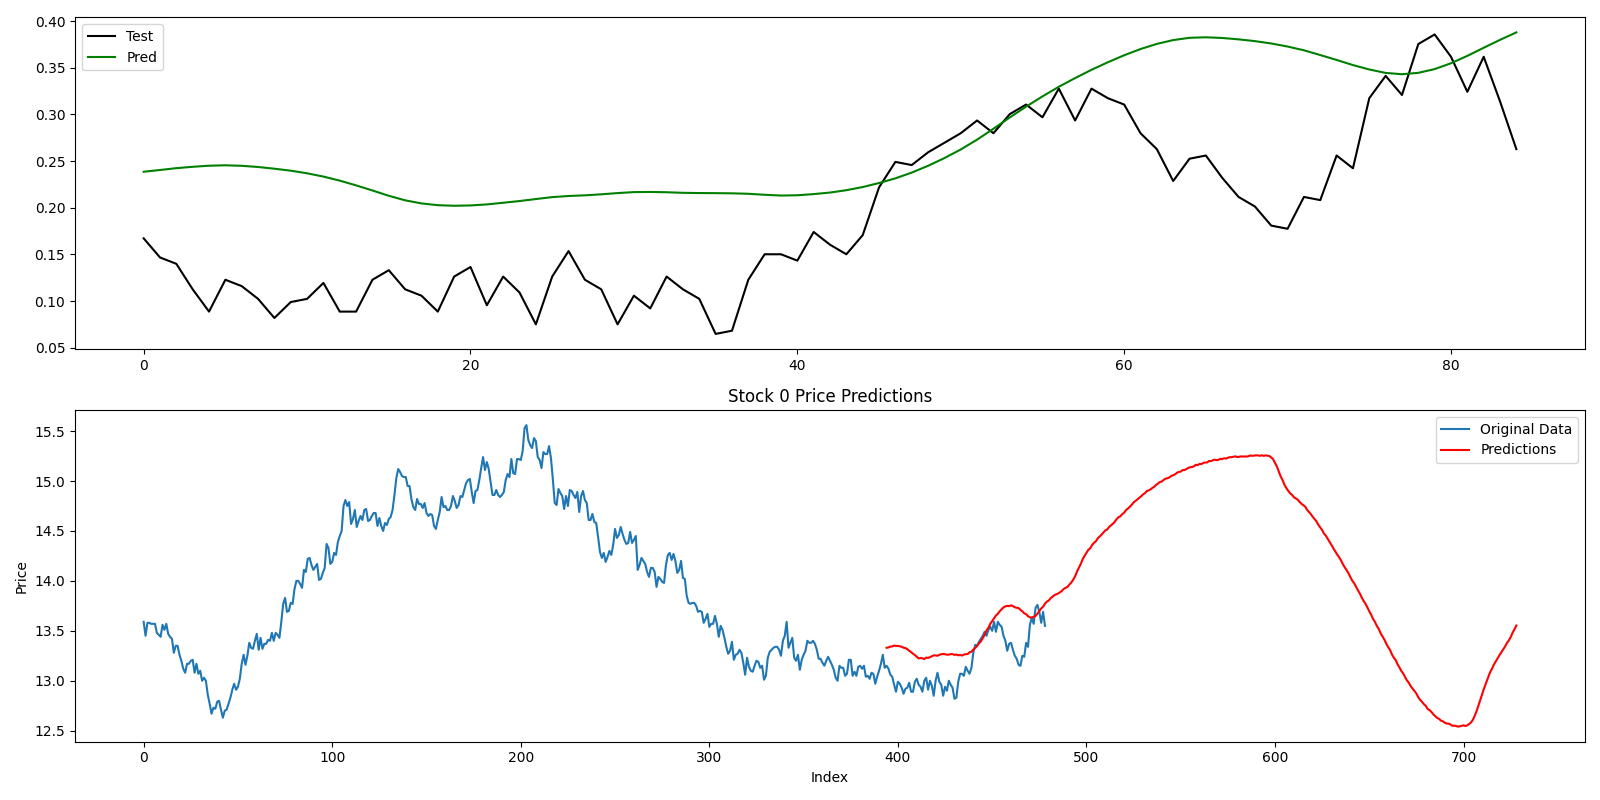 0.40
0.35
0.30
0.25
0.20
0.15
0.10
0.05
Test
Pred
0 20 40 60 80
Stock 0 Price Predictions
15.5
15.0
14.5
14.0
13.5
13.0
12.5
Price
Original Data
Predictions
0 100 200 300 400 500 600 700
Index